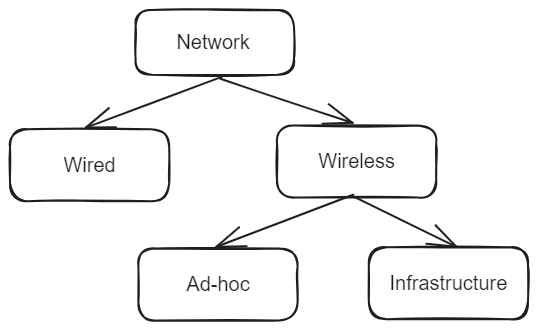 Network
Wired
Wireless
Ad-hoc
Infrastructure